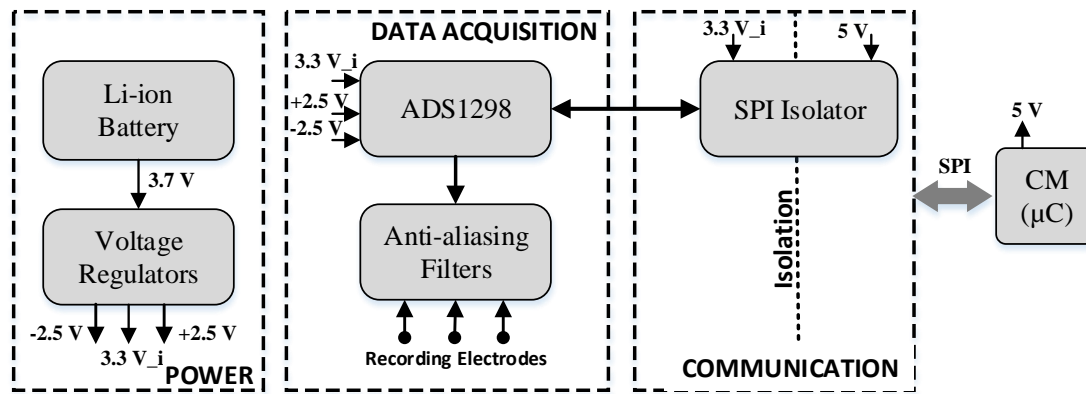 Li-ion
Battery
3.7 V
Voltage
Regulators
-2.5 V
3.3 V_i
+2.5 V
POWER
DATA ACQUISITION
3.3 V_i
+2.5 V
-2.5 V
ADS1298
Anti-aliasing
Filters
Recording Electrodes
3.3 V_i
5 V
SPI Isolator
Isolation
COMMUNICATION
SPI
5 V
CM
(µC)